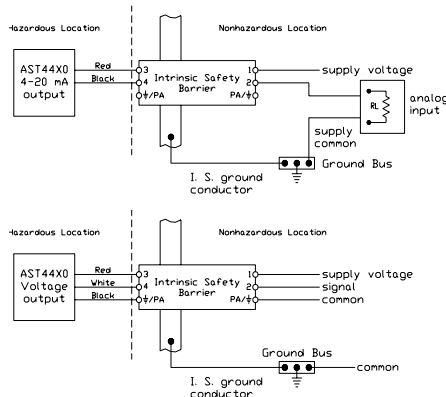 Hazardous Location Nonhazardous Location
AST44X0
4-20 mA
output
Red
Black
3
4
/PA
Intrinsic Safety
Barrier
1
2
PA/
supply voltage
RL
analog
input
supply
common
Ground Bus
I. S. ground
conductor
Hazardous Location Nonhazardous Location
AST44X0
Voltage
output
Red
White
Black
3
4
/PA
Intrinsic Safety
Barrier
1
2
PA/
supply voltage
signal
common
Ground Bus
common
I. S. ground
conductor